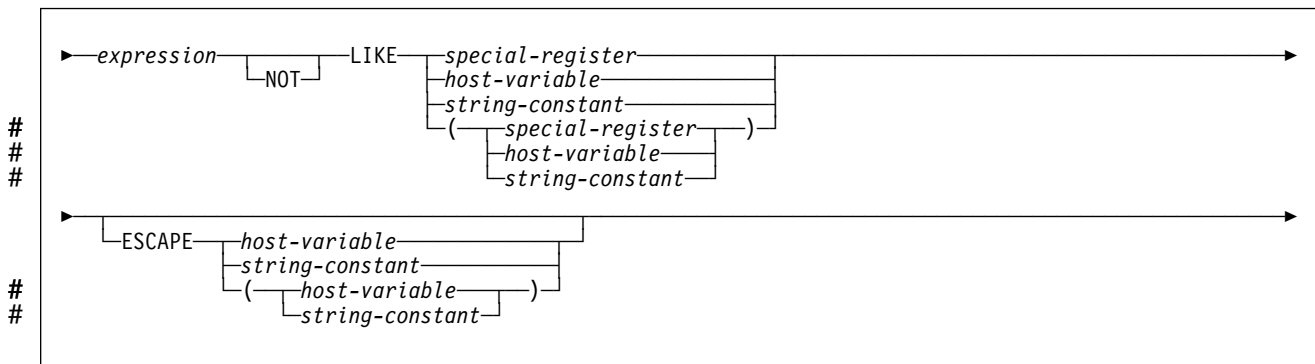 expression NOT LIKE special-register
host-variable
string-constant
# ( special-register )
# host-variable
# string-constant
ESCAPE host-variable
string-constant
# ( host-variable )
# string-constant